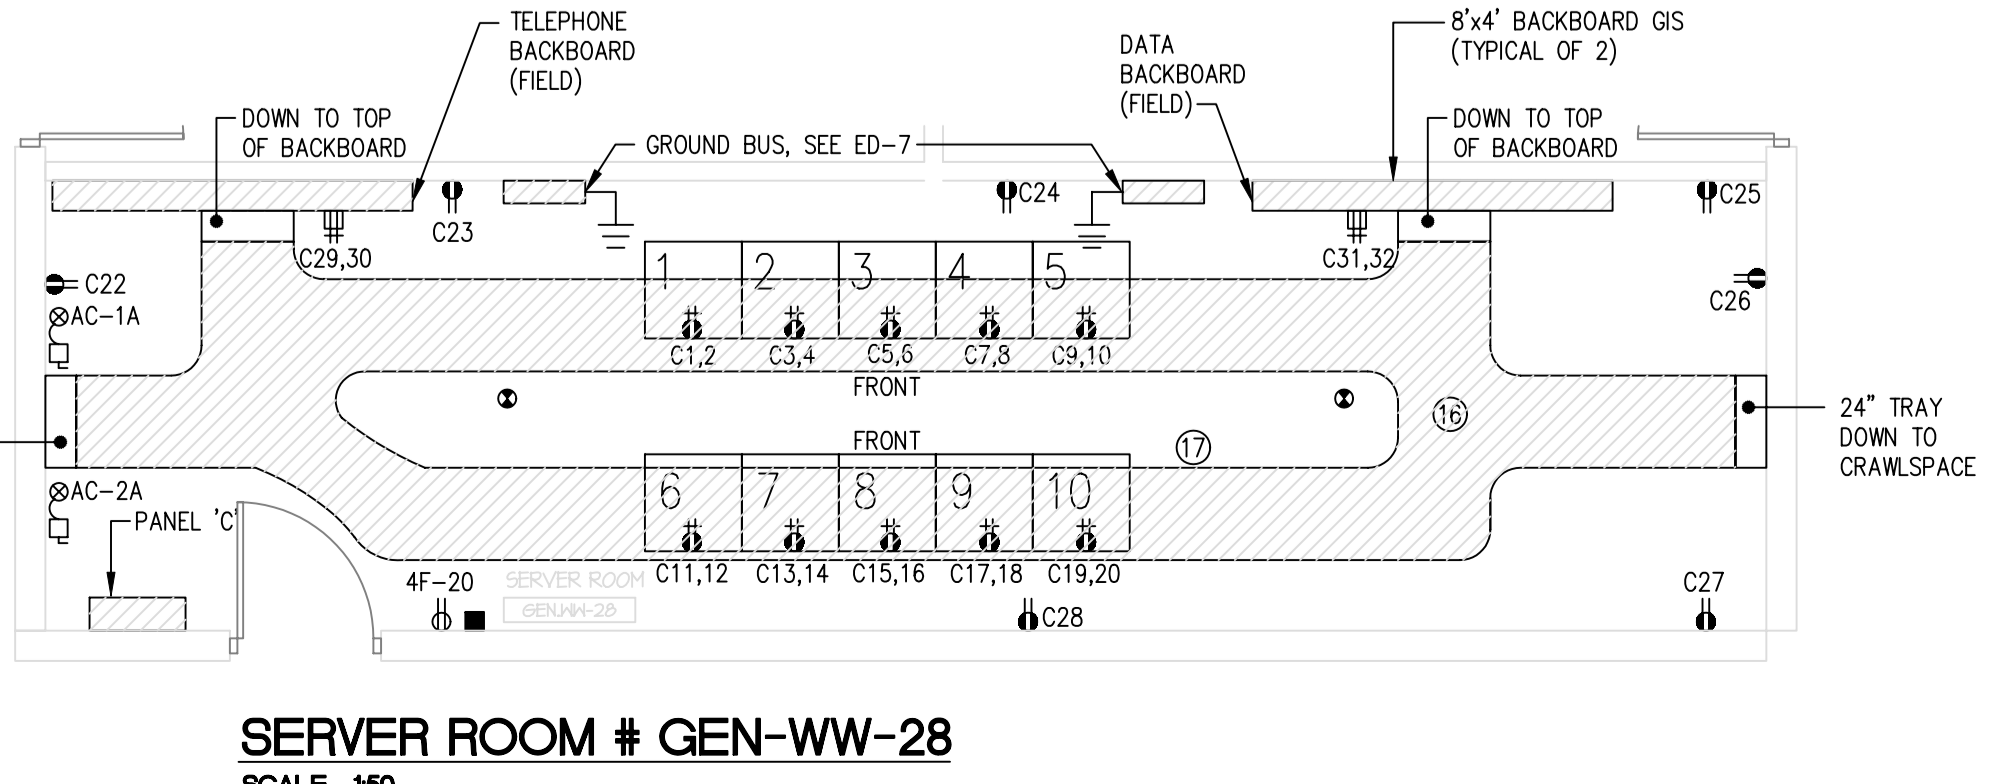 TELEPHONE
BACKBOARD
(FIELD)
DATA
BACKBOARD
(FIELD)
8'x4' BACKBOARD GIS
(TYPICAL OF 2)
DOWN TO TOP
OF BACKBOARD
GROUND BUS, SEE ED-7
DOWN TO TOP
OF BACKBOARD
C23
C24
C25
C29,30
C31,32
C22
C26
AC-1A
1
2
3
4
5
C1,2
C3,4
C5,6
C7,8
C9,10
FRONT
FRONT
16
17
24" TRAY
DOWN TO
CRAWLSPACE
AC-2A
PANEL 'C'
6
7
8
9
10
C11,12
C13,14
C15,16
C17,18
C19,20
4F-20
SERVER ROOM
GEN.WW-28
C28
C27
SERVER ROOM # GEN-WW-28
SCALE 1:50